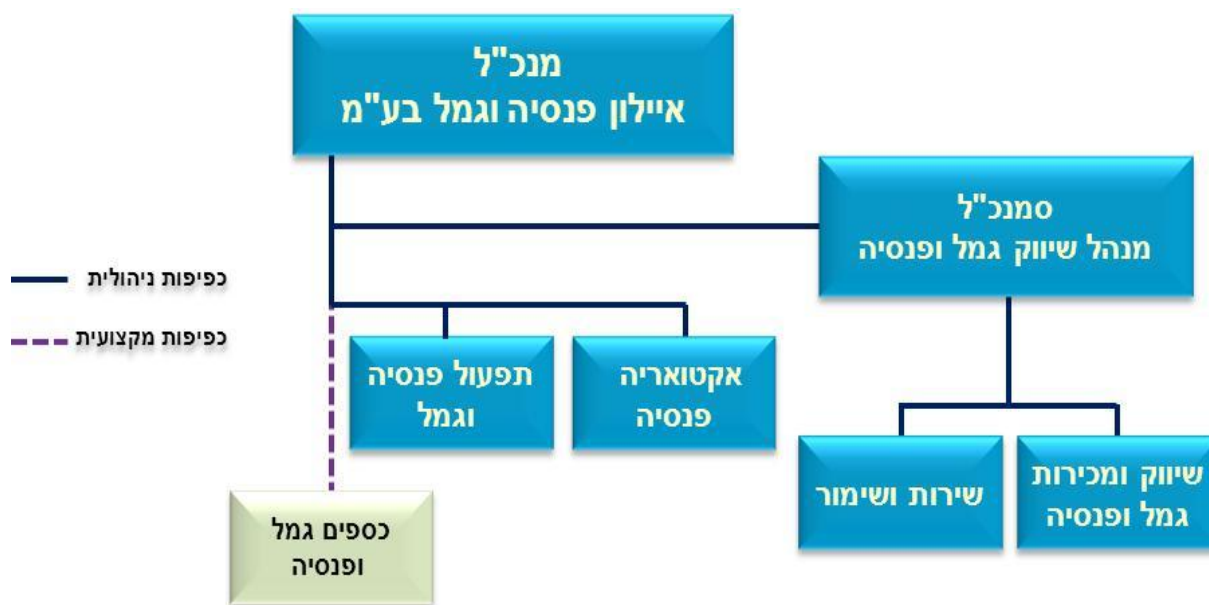 מנכ"ל
איילון פנסיה וגמל בע"מ
סמנכ"ל
מנהל שיווק גמל ופנסיה
כפיפות ניהולית
כפיפות מקצועית
אקטואריה
פנסיה
תפעול פנסיה
וגמל
שיווק ומכירות
גמל ופנסיה
שירות ושימור
כספים גמל
ופנסיה